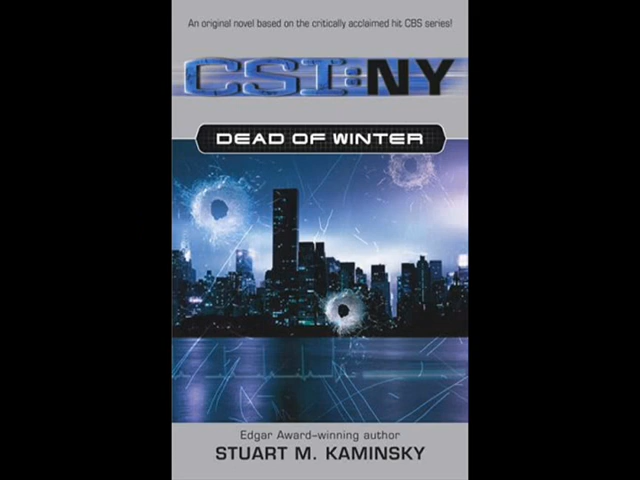 An original novel based on the critically acclaimed hit CBS series!
CSI:NY
DEAD OF WINTER
Edgar Award–winning author
STUART M. KAMINSKY